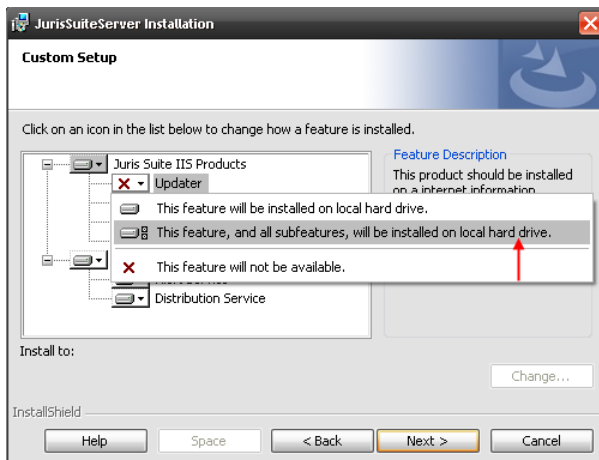 JurisSuiteServer Installation
Custom Setup
Click on an icon in the list below to change how a feature is installed.
Juris Suite IIS Products
Updater
Feature Description
This product should be installed
on a internet information
This feature will be installed on local hard drive.
This feature, and all subfeatures, will be installed on local hard drive.
This feature will not be available.
Distribution Service
Install to:
Change...
InstallShield
Help
Space
< Back
Next >
Cancel